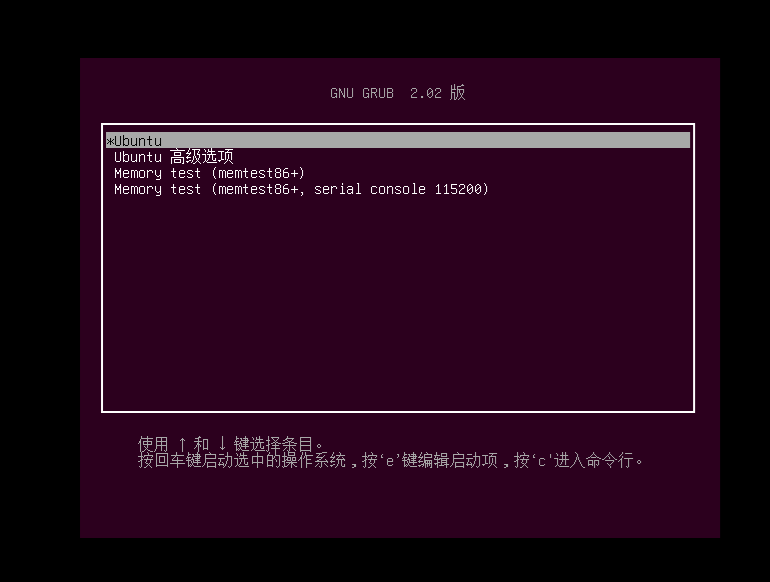 GNU GRUB  2.02 版
*Ubuntu
Ubuntu 高级选项
Memory test (memtest86+)
Memory test (memtest86+, serial console 115200)
使用 ↑ 和 ↓ 键选择条目。
按回车键启动选中的操作系统，按‘e’键编辑启动项，按‘c'进入命令行。